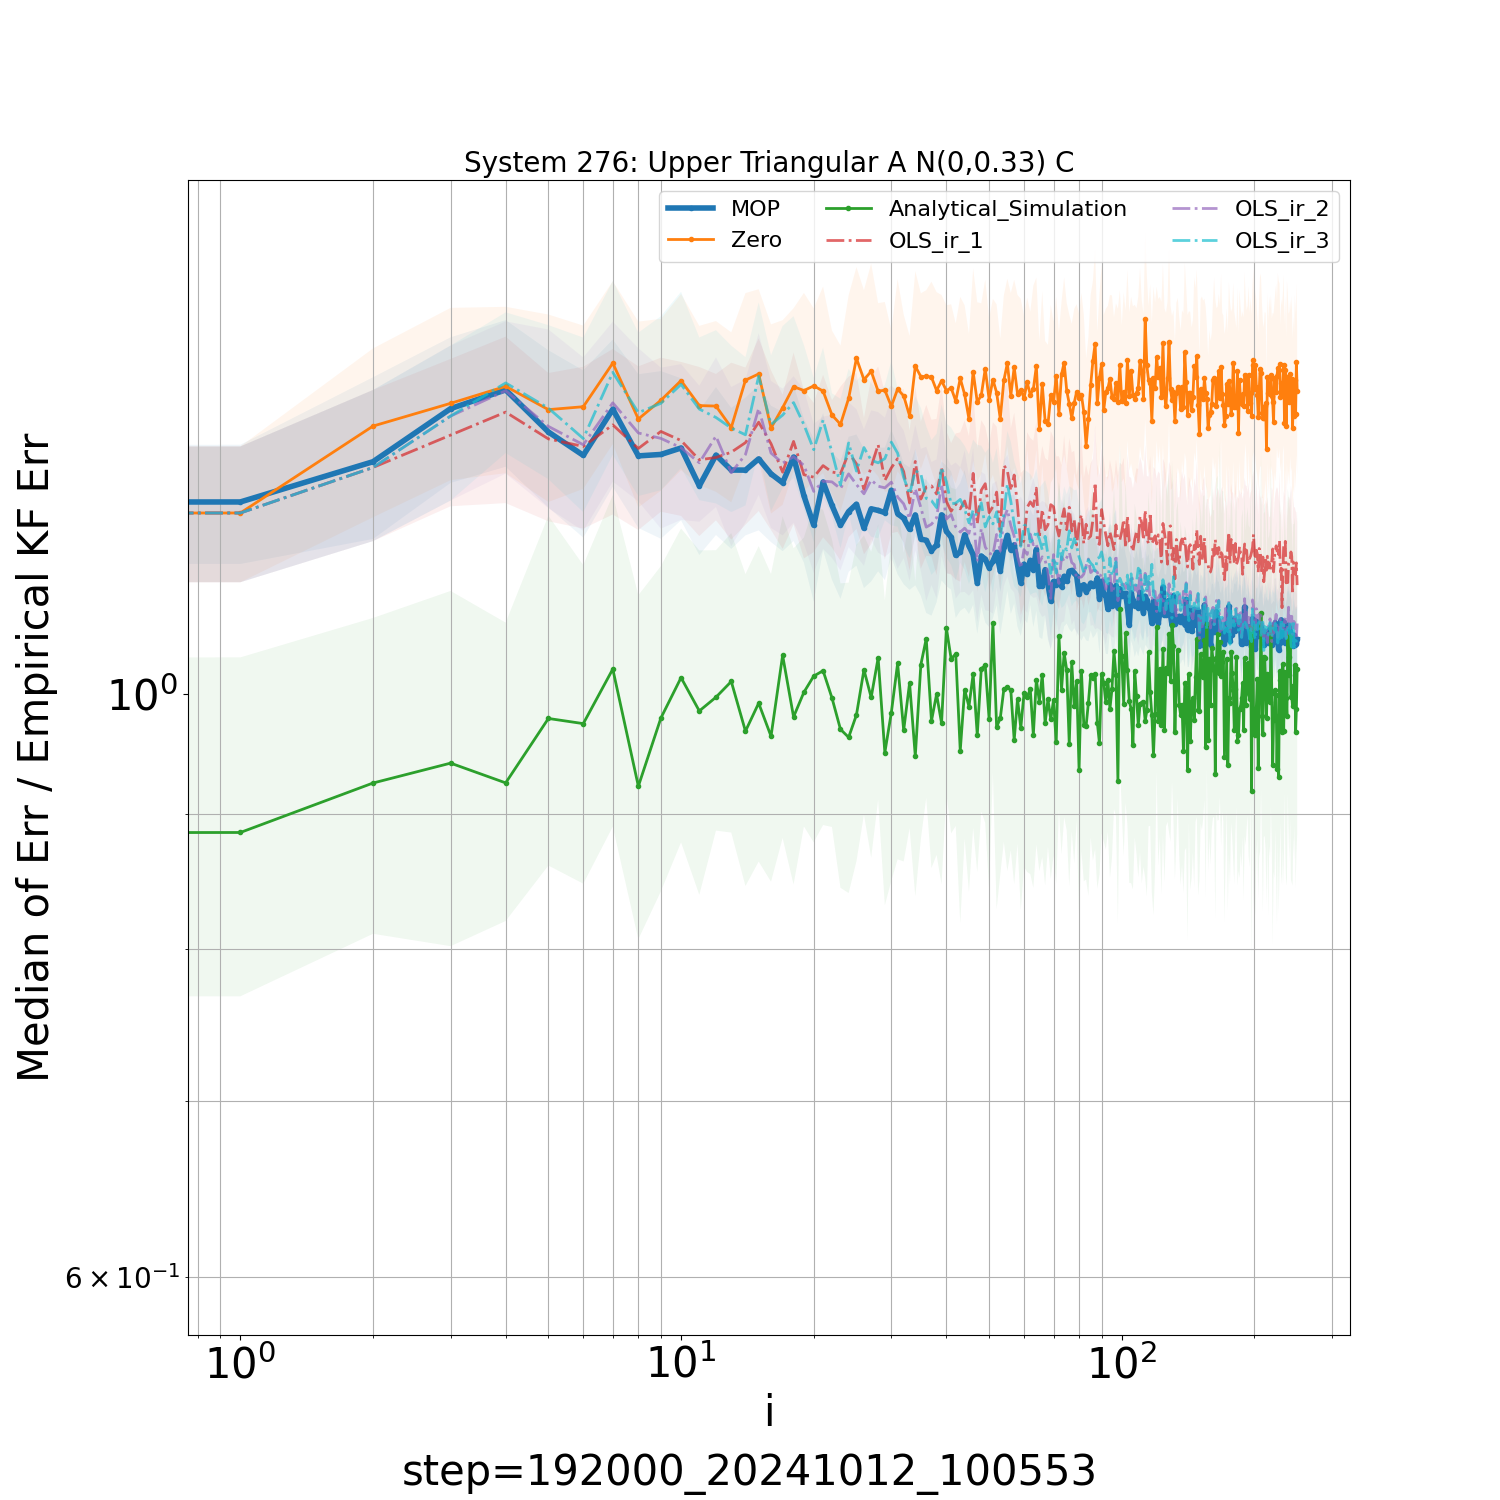 System 276: Upper Triangular A N(0,0.33) C
MOP
Zero
Analytical_Simulation
OLS_ir_1
OLS_ir_2
OLS_ir_3
Median of Err / Empirical KF Err
10⁰
6 × 10⁻¹
10⁰ 10¹ 10²
i
step=192000_20241012_100553